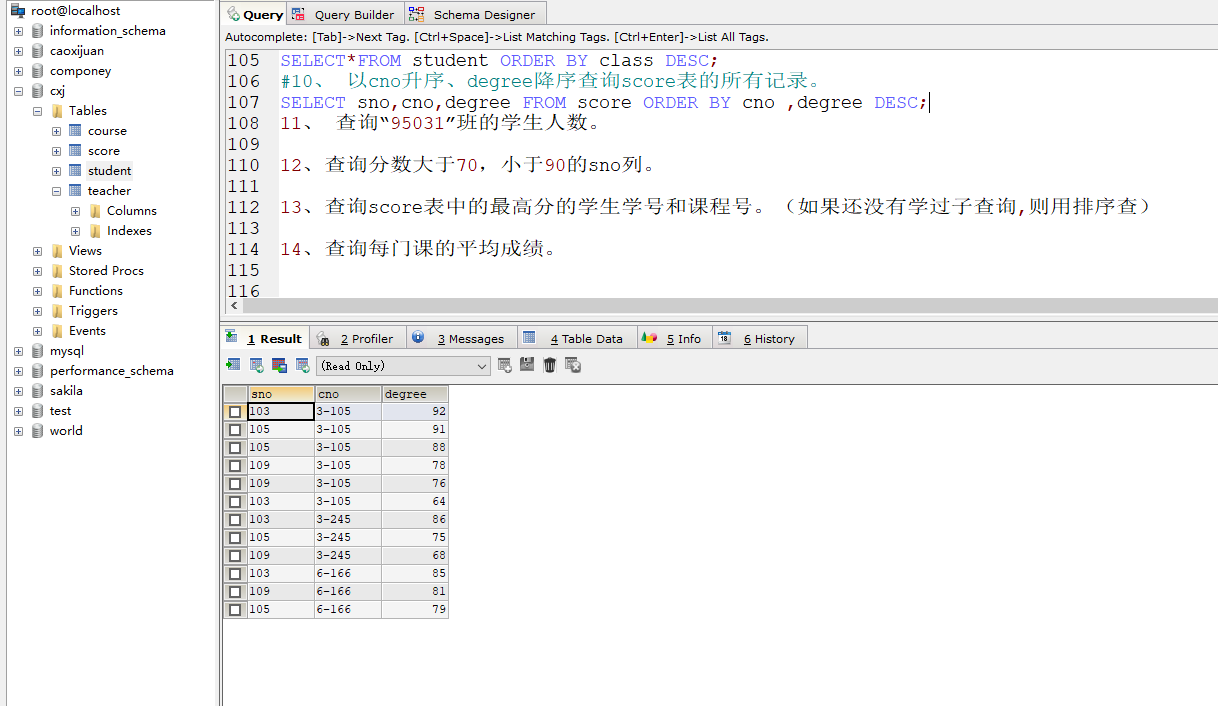 root@localhost
information_schema
caoxijuan
componey
cxj
Tables
course
score
student
teacher
Columns
Indexes
Views
Stored Procs
Functions
Triggers
Events
mysql
performance_schema
sakila
test
world
Query Query Builder Schema Designer
Autocomplete: [Tab]->Next Tag. [Ctrl+Space]->List Matching Tags. [Ctrl+Enter]->List All Tags.
105 SELECT*FROM student ORDER BY class DESC;
106 #10、 以cno升序、degree降序查询score表的所有记录。
107 SELECT sno,cno,degree FROM score ORDER BY cno ,degree DESC;
108 11、 查询“95031”班的学生人数。
109
110 12、查询分数大于70，小于90的sno列。
111
112 13、查询score表中的最高分的学生学号和课程号。（如果还没有学过子查询,则用排序查）
113
114 14、查询每门课的平均成绩。
115
116
1 Result 2 Profiler 3 Messages 4 Table Data 5 Info 18 6 History
(Read Only)
sno cno degree
103 3-105 92
105 3-105 91
105 3-105 88
109 3-105 78
109 3-105 76
103 3-105 64
103 3-245 86
105 3-245 75
109 3-245 68
103 6-166 85
109 6-166 81
105 6-166 79